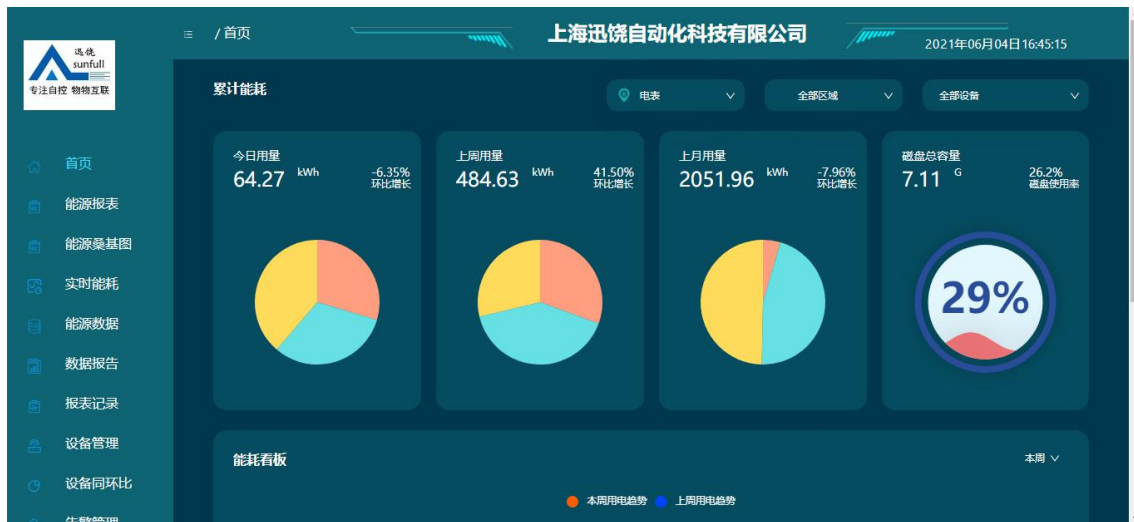 迅饶
sunfull
专注自控 物物互联
首页
能源报表
能源桑基图
实时能耗
能源数据
数据报告
报表记录
设备管理
设备同环比
告警管理
/ 首页
上海迅饶自动化科技有限公司
2021年06月04日16:45:15
累计能耗
电表
全部区域
全部设备
今日用量
64.27 kWh
-6.35%
环比增长
上周用量
484.63 kWh
41.50%
环比增长
上月用量
2051.96 kWh
-7.96%
环比增长
磁盘总容量
7.11 G
26.2%
磁盘使用率
29%
能耗看板
本周
本周用电趋势
上周用电趋势